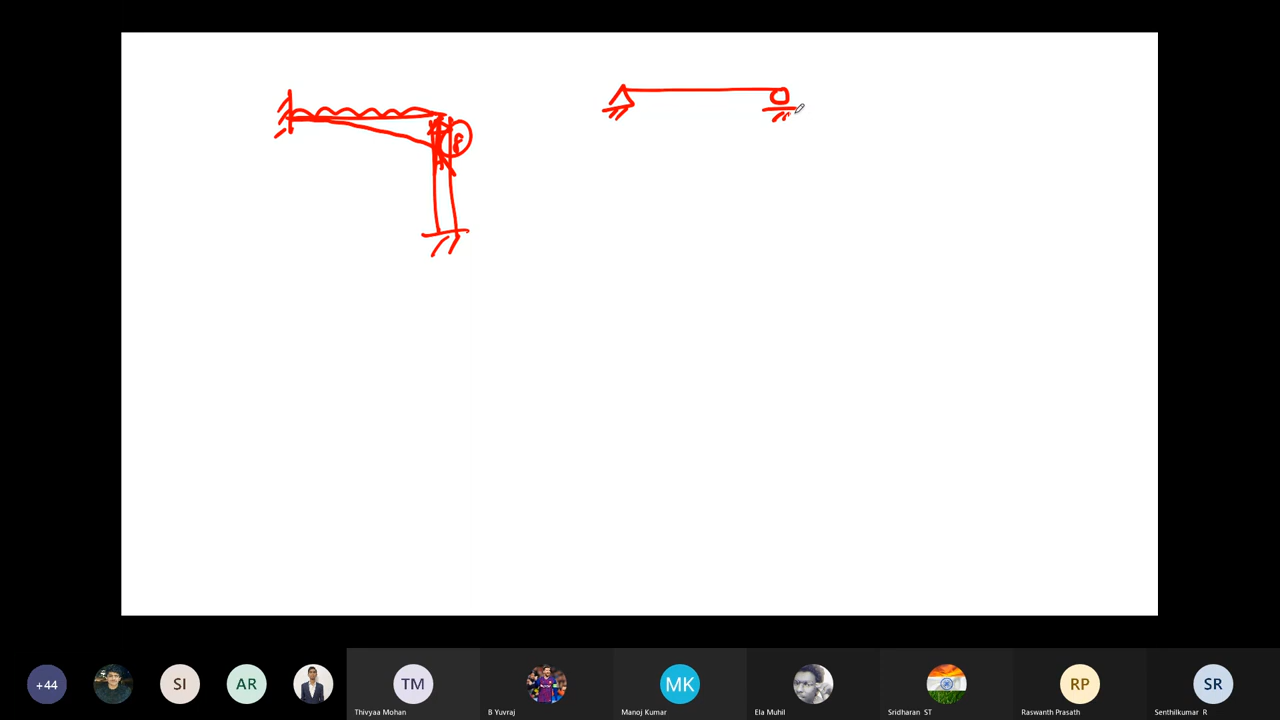 P
+44
SI
AR
TM
MK
RP
SR
Thivyaa Mohan
B Yuvraj
Manoj Kumar
Ela Muhil
Sridharan ST
Raswanth Prasath
Senthilkumar R